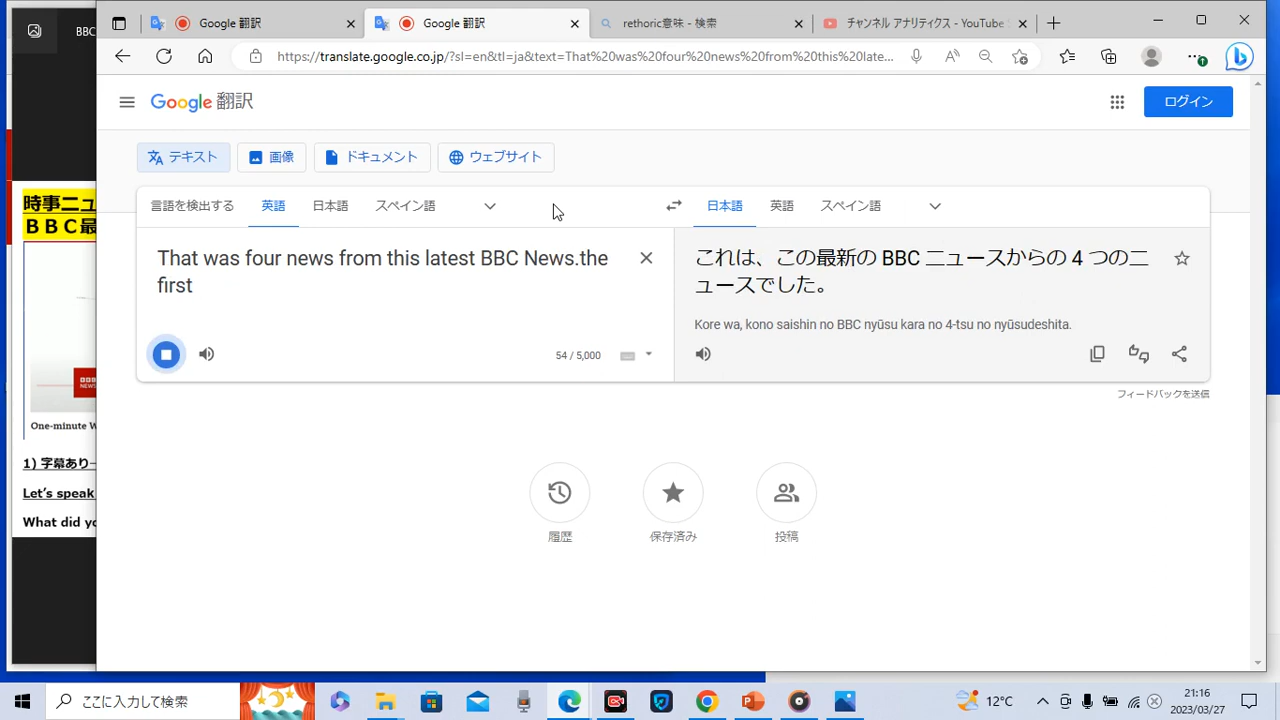 BBC
Google 翻訳
Google 翻訳
rethoric意味 - 検索
チャンネル アナリティクス - YouTube S
https://translate.google.co.jp/?sl=en&tl=ja&text=That%20was%20four%20news%20from%20this%20late...
Google 翻訳
ログイン
テキスト
画像
ドキュメント
ウェブサイト
言語を検出する
英語
日本語
スペイン語
日本語
英語
スペイン語
That was four news from this latest BBC News.the
first
54 / 5,000
これは、この最新の BBC ニュースからの 4 つのニ
ュースでした。
Kore wa, kono saishin no BBC nyūsu kara no 4-tsu no nyūsudeshita.
フィードバックを送信
履歴
保存済み
投稿
時事ニュ
ＢＢＣ最
BBC
NEWS
One-minute W
1) 字幕あり
Let's speak
What did yo
ここに入力して検索
12°C
21:16
2023/03/27